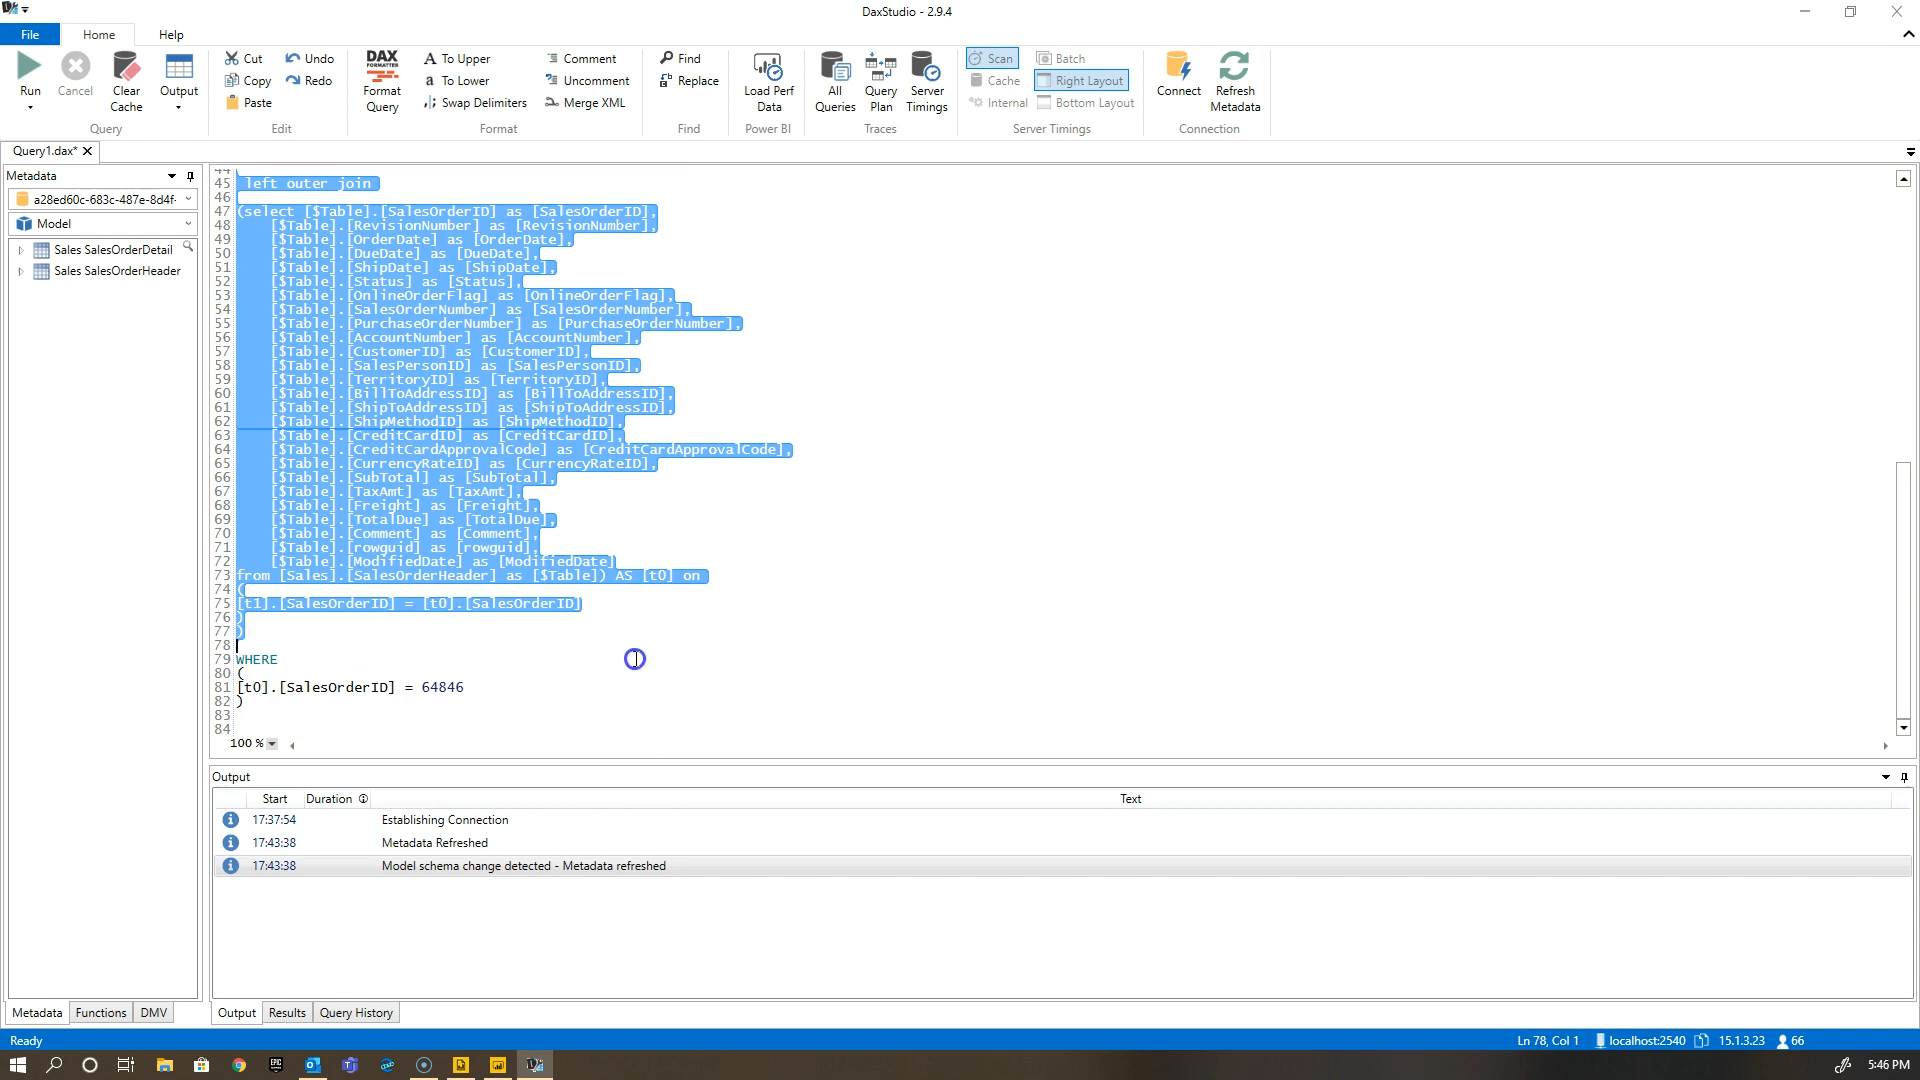 DaxStudio - 2.9.4
File Home Help
Run Cancel Clear Cache Output Query
Cut Copy Paste Undo Redo Edit
DAX FORMATTER Format Query To Upper To Lower Swap Delimiters Comment Uncomment Merge XML Format
Find Replace Find
Load Perf Data Power BI
All Queries Query Plan Server Timings Traces
Scan Cache Internal Batch Right Layout Bottom Layout Server Timings
Connect Refresh Metadata Connection
Query1.dax*
Metadata
a28ed60c-683c-487e-8d4f-
Model
Sales SalesOrderDetail
Sales SalesOrderHeader
44
45 left outer join
46
47 (select [$Table].[SalesOrderID] as [SalesOrderID],
48 [$Table].[RevisionNumber] as [RevisionNumber],
49 [$Table].[OrderDate] as [OrderDate],
50 [$Table].[DueDate] as [DueDate],
51 [$Table].[ShipDate] as [ShipDate],
52 [$Table].[Status] as [Status],
53 [$Table].[OnlineOrderFlag] as [OnlineOrderFlag],
54 [$Table].[SalesOrderNumber] as [SalesOrderNumber],
55 [$Table].[PurchaseOrderNumber] as [PurchaseOrderNumber],
56 [$Table].[AccountNumber] as [AccountNumber],
57 [$Table].[CustomerID] as [CustomerID],
58 [$Table].[SalesPersonID] as [SalesPersonID],
59 [$Table].[TerritoryID] as [TerritoryID],
60 [$Table].[BillToAddressID] as [BillToAddressID],
61 [$Table].[ShipToAddressID] as [ShipToAddressID],
62 [$Table].[ShipMethodID] as [ShipMethodID],
63 [$Table].[CreditCardID] as [CreditCardID],
64 [$Table].[CreditCardApprovalCode] as [CreditCardApprovalCode],
65 [$Table].[CurrencyRateID] as [CurrencyRateID],
66 [$Table].[SubTotal] as [SubTotal],
67 [$Table].[TaxAmt] as [TaxAmt],
68 [$Table].[Freight] as [Freight],
69 [$Table].[TotalDue] as [TotalDue],
70 [$Table].[Comment] as [Comment],
71 [$Table].[rowguid] as [rowguid],
72 [$Table].[ModifiedDate] as [ModifiedDate]
73 from [Sales].[SalesOrderHeader] as [$Table]) AS [t0] on
74 (
75 [t1].[SalesOrderID] = [t0].[SalesOrderID]
76 )
77 )
78
79 WHERE
80 (
81 [t0].[SalesOrderID] = 64846
82 )
83
84
100 %
Output
Start Duration Text
17:37:54 Establishing Connection
17:43:38 Metadata Refreshed
17:43:38 Model schema change detected - Metadata refreshed
Metadata Functions DMV Output Results Query History
Ready Ln 78, Col 1 localhost:2540 15.1.3.23 66
EPIC 5:46 PM